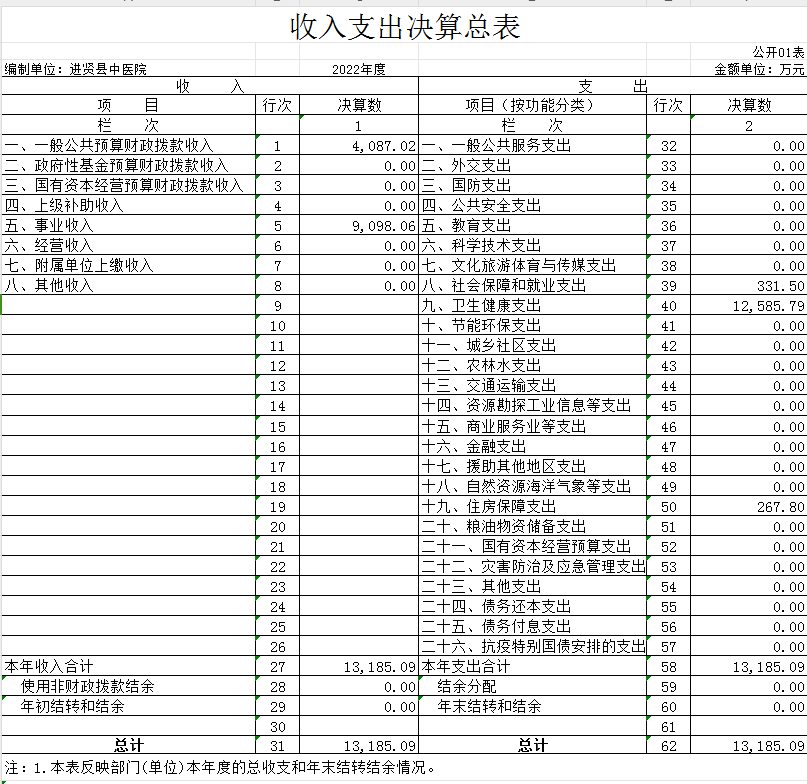 收入支出决算总表
公开01表
编制单位：进贤县中医院 2022年度 金额单位：万元
收 入 支 出
项 目 行次 决算数 项目（按功能分类） 行次 决算数
栏 次 1 栏 次 2
一、一般公共预算财政拨款收入 1 4,087.02 一、一般公共服务支出 32 0.00
二、政府性基金预算财政拨款收入 2 0.00 二、外交支出 33 0.00
三、国有资本经营预算财政拨款收入 3 0.00 三、国防支出 34 0.00
四、上级补助收入 4 0.00 四、公共安全支出 35 0.00
五、事业收入 5 9,098.06 五、教育支出 36 0.00
六、经营收入 6 0.00 六、科学技术支出 37 0.00
七、附属单位上缴收入 7 0.00 七、文化旅游体育与传媒支出 38 0.00
八、其他收入 8 0.00 八、社会保障和就业支出 39 331.50
9 九、卫生健康支出 40 12,585.79
10 十、节能环保支出 41 0.00
11 十一、城乡社区支出 42 0.00
12 十二、农林水支出 43 0.00
13 十三、交通运输支出 44 0.00
14 十四、资源勘探工业信息等支出 45 0.00
15 十五、商业服务业等支出 46 0.00
16 十六、金融支出 47 0.00
17 十七、援助其他地区支出 48 0.00
18 十八、自然资源海洋气象等支出 49 0.00
19 十九、住房保障支出 50 267.80
20 二十、粮油物资储备支出 51 0.00
21 二十一、国有资本经营预算支出 52 0.00
22 二十二、灾害防治及应急管理支出 53 0.00
23 二十三、其他支出 54 0.00
24 二十四、债务还本支出 55 0.00
25 二十五、债务付息支出 56 0.00
26 二十六、抗疫特别国债安排的支出 57 0.00
本年收入合计 27 13,185.09 本年支出合计 58 13,185.09
使用非财政拨款结余 28 0.00 结余分配 59 0.00
年初结转和结余 29 0.00 年末结转和结余 60 0.00
30 61
总计 31 13,185.09 总计 62 13,185.09
注：1.本表反映部门(单位)本年度的总收支和年末结转结余情况。